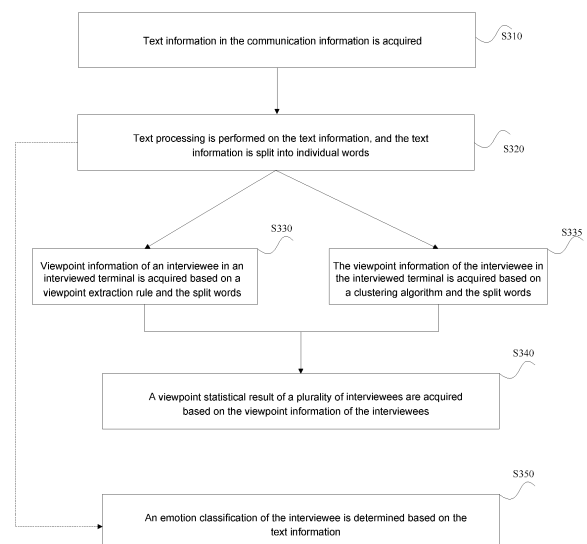 Text information in the communication information is acquired
S310
Text processing is performed on the text information, and the text
information is split into individual words
S320
S330
Viewpoint information of an interviewee in an
interviewed terminal is acquired based on a
viewpoint extraction rule and the split words
S335
The viewpoint information of the interviewee in
the interviewed terminal is acquired based on
a clustering algorithm and the split words
S340
A viewpoint statistical result of a plurality of interviewees are acquired
based on the viewpoint information of the interviewees
S350
An emotion classification of the interviewee is determined based on the
text information